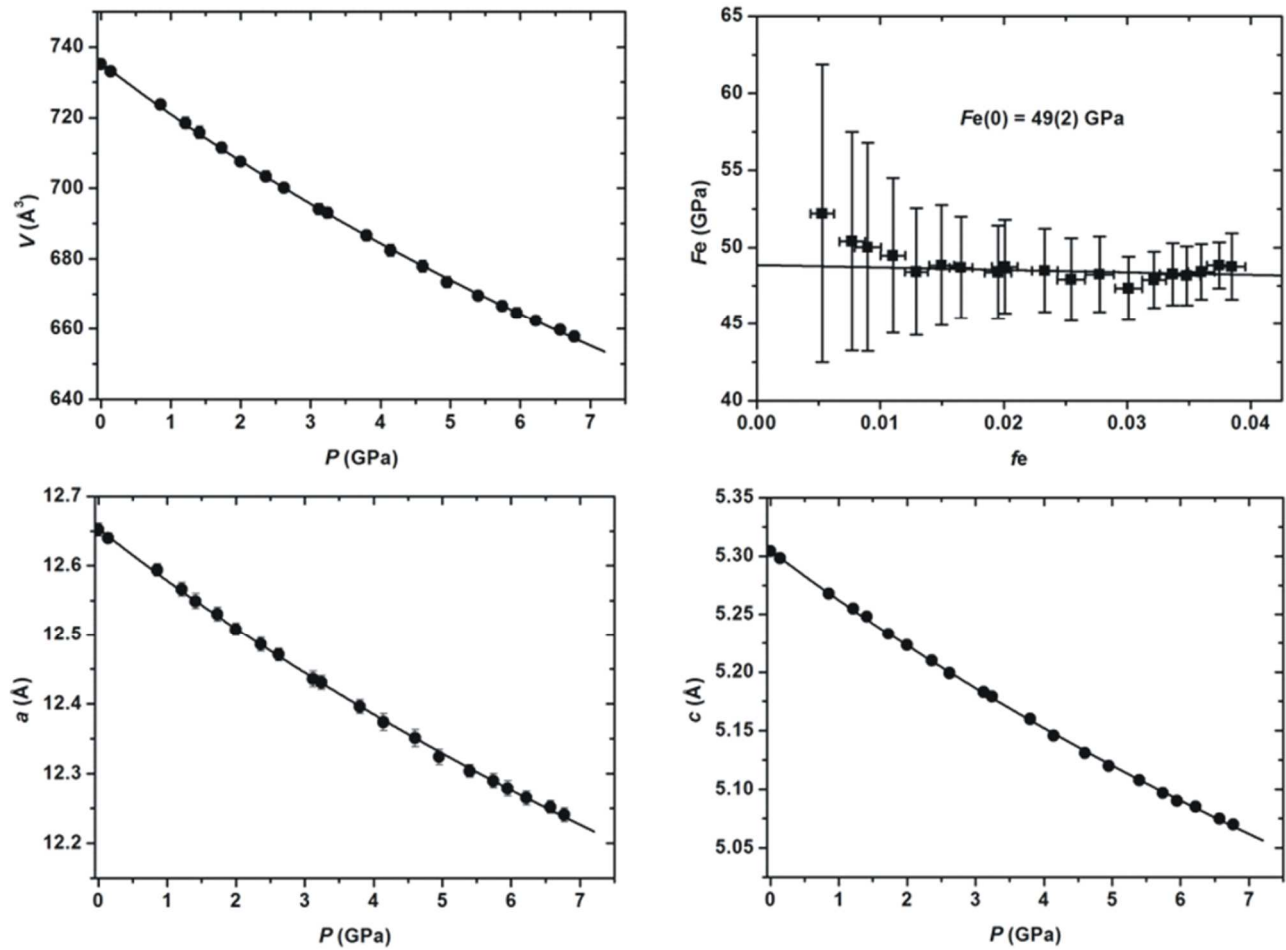 740
720
700
680
660
640
V (Å³)
0 1 2 3 4 5 6 7
P (GPa)
65
60
55
50
45
40
Fe (GPa)
Fe(0) = 49(2) GPa
0.00 0.01 0.02 0.03 0.04
fe
12.7
12.6
12.5
12.4
12.3
12.2
a (Å)
0 1 2 3 4 5 6 7
P (GPa)
5.35
5.30
5.25
5.20
5.15
5.10
5.05
c (Å)
0 1 2 3 4 5 6 7
P (GPa)